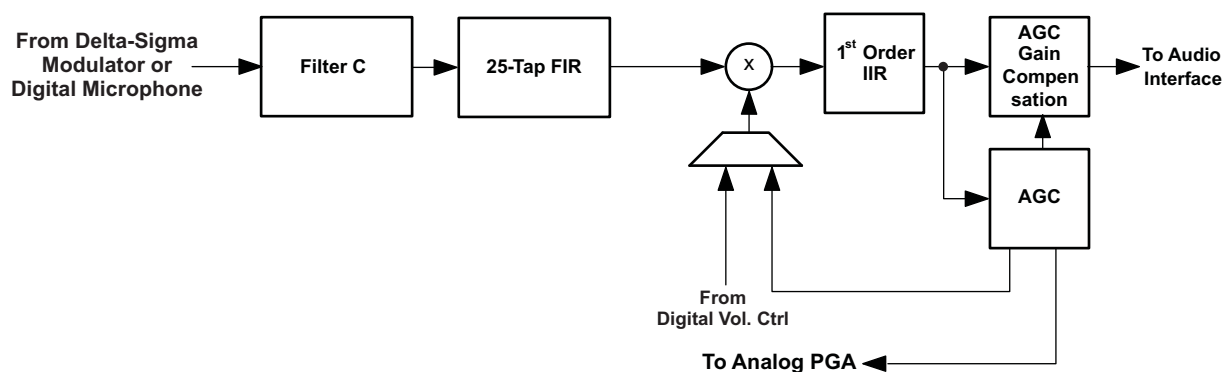 From Delta-Sigma
Modulator or
Digital Microphone
Filter C
25-Tap FIR
x
1st Order
IIR
AGC
Gain
Compen
sation
To Audio
Interface
AGC
From
Digital Vol. Ctrl
To Analog PGA